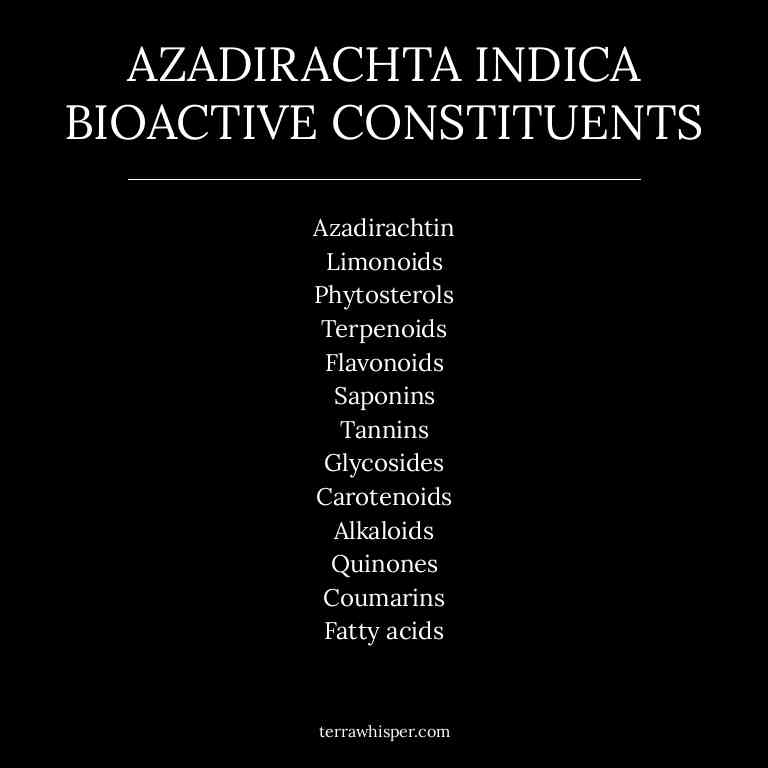 AZADIRACHTA INDICA
BIOACTIVE CONSTITUENTS
Azadirachtin
Limonoids
Phytosterols
Terpenoids
Flavonoids
Saponins
Tannins
Glycosides
Carotenoids
Alkaloids
Quinones
Coumarins
Fatty acids
terrawhisper.com